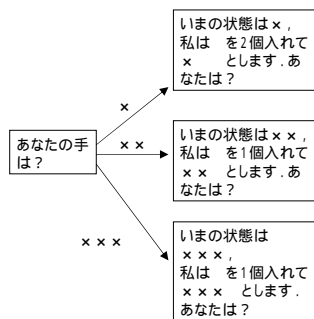 いまの状態は×，
私は　を2個入れて
×　　とします．あ
なたは？
×
あなたの手
は？
××
いまの状態は××，
私は　を1個入れて
××　とします．あ
なたは？
×××
いまの状態は
×××，
私は　を1個入れて
×××　とします．
あなたは？